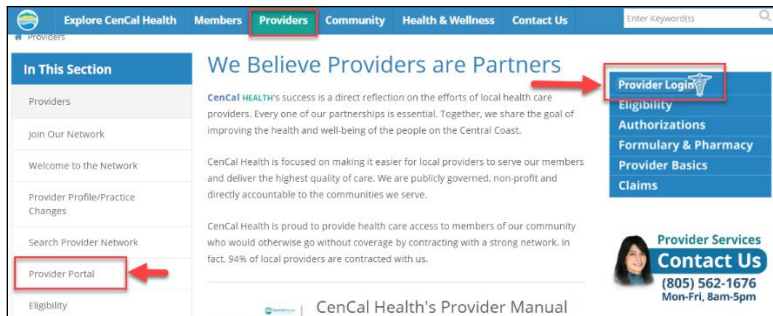 Explore CenCal Health Members Providers Community Health & Wellness Contact Us
Enter Keyword(s)
Providers
In This Section
Providers
Join Our Network
Welcome to the Network
Provider Profile/Practice
Changes
Search Provider Network
Provider Portal
Eligibility
We Believe Providers are Partners
CenCal HEALTH's success is a direct reflection on the efforts of local health care
providers. Every one of our partnerships is essential. Together, we share the goal of
improving the health and well-being of the people on the Central Coast.
CenCal Health is focused on making it easier for local providers to serve our members
and deliver the highest quality of care. We are publicly governed, non-profit and
directly accountable to the communities we serve.
CenCal Health is proud to provide health care access to members of our community
who would otherwise go without coverage by contracting with a strong network. In
fact, 94% of local providers are contracted with us.
CenCal Health's Provider Manual
Provider Login
Eligibility
Authorizations
Formulary & Pharmacy
Provider Basics
Claims
Provider Services
Contact Us
(805) 562-1676
Mon-Fri, 8am-5pm